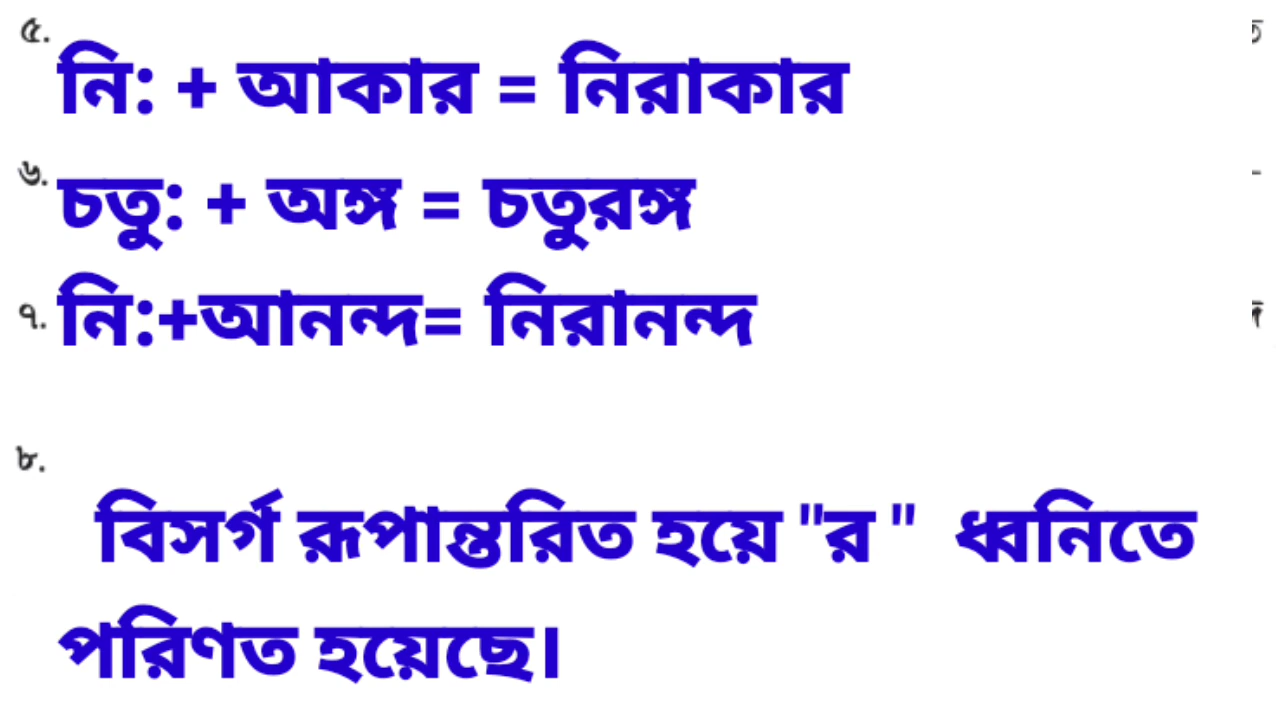 ৫.
নি: + আকার = নিরাকার
৬.
চতু: + অঙ্গ = চতুরঙ্গ
৭. নি:+আনন্দ= নিরানন্দ
৮.
বিসর্গ রূপান্তরিত হয়ে "র " ধ্বনিতে
পরিণত হয়েছে।